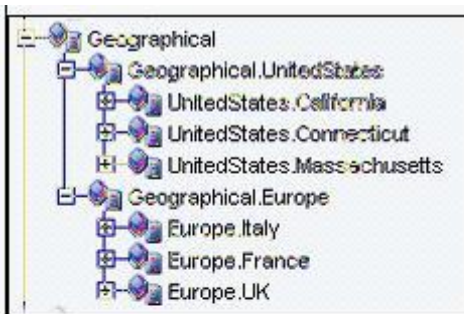 Geographical
Geographical.UnitedStates
UnitedStates.California
UnitedStates.Connecticut
UnitedStates.Massachusetts
Geographical.Europe
Europe.Italy
Europe.France
Europe.UK